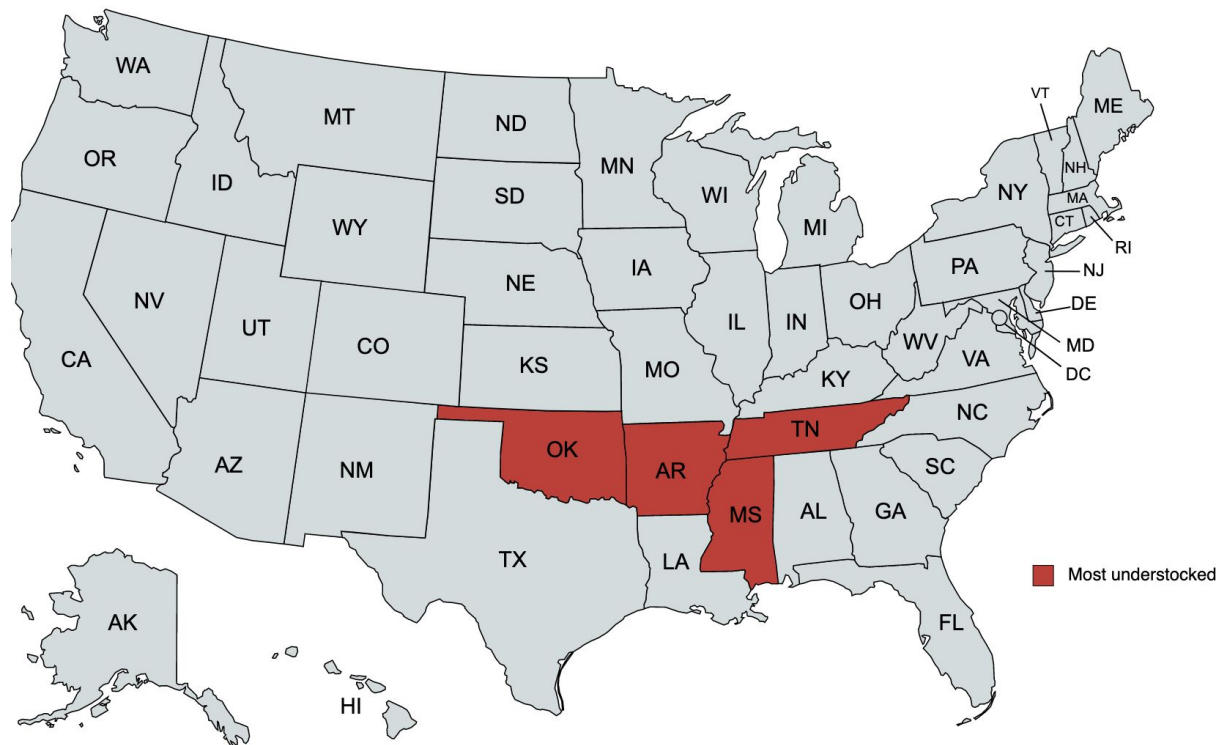 WA
MT
ND
MN
VT
ME
OR
ID
SD
WI
NH
NY
MA
WY
MI
CT
RI
IA
PA
NE
NJ
NV
OH
DE
IL
IN
UT
CO
WV
MD
CA
KS
MO
VA
KY
DC
NC
TN
OK
AZ
NM
AR
SC
MS
AL
GA
TX
LA
Most understocked
AK
FL
HI